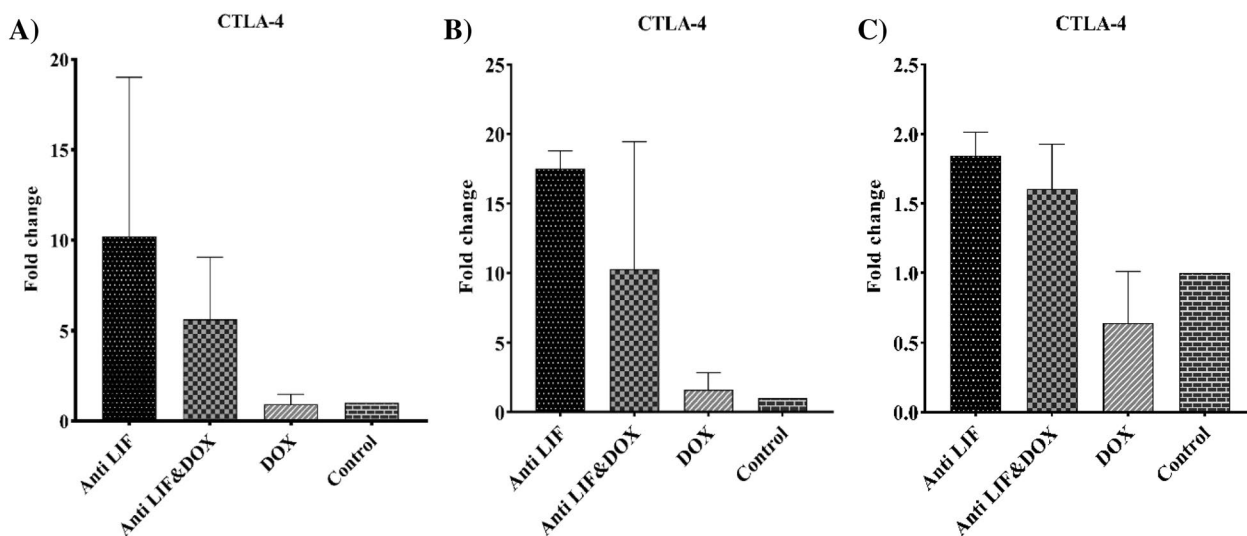 A)
CTLA-4
Fold change
20
15
10
5
0
Anti LIF
Anti LIF&DOX
DOX
Control
B)
CTLA-4
Fold change
25
20
15
10
5
0
Anti LIF
Anti LIF&DOX
DOX
Control
C)
CTLA-4
Fold change
2.5
2.0
1.5
1.0
0.5
0.0
Anti LIF
Anti LIF&DOX
DOX
Control